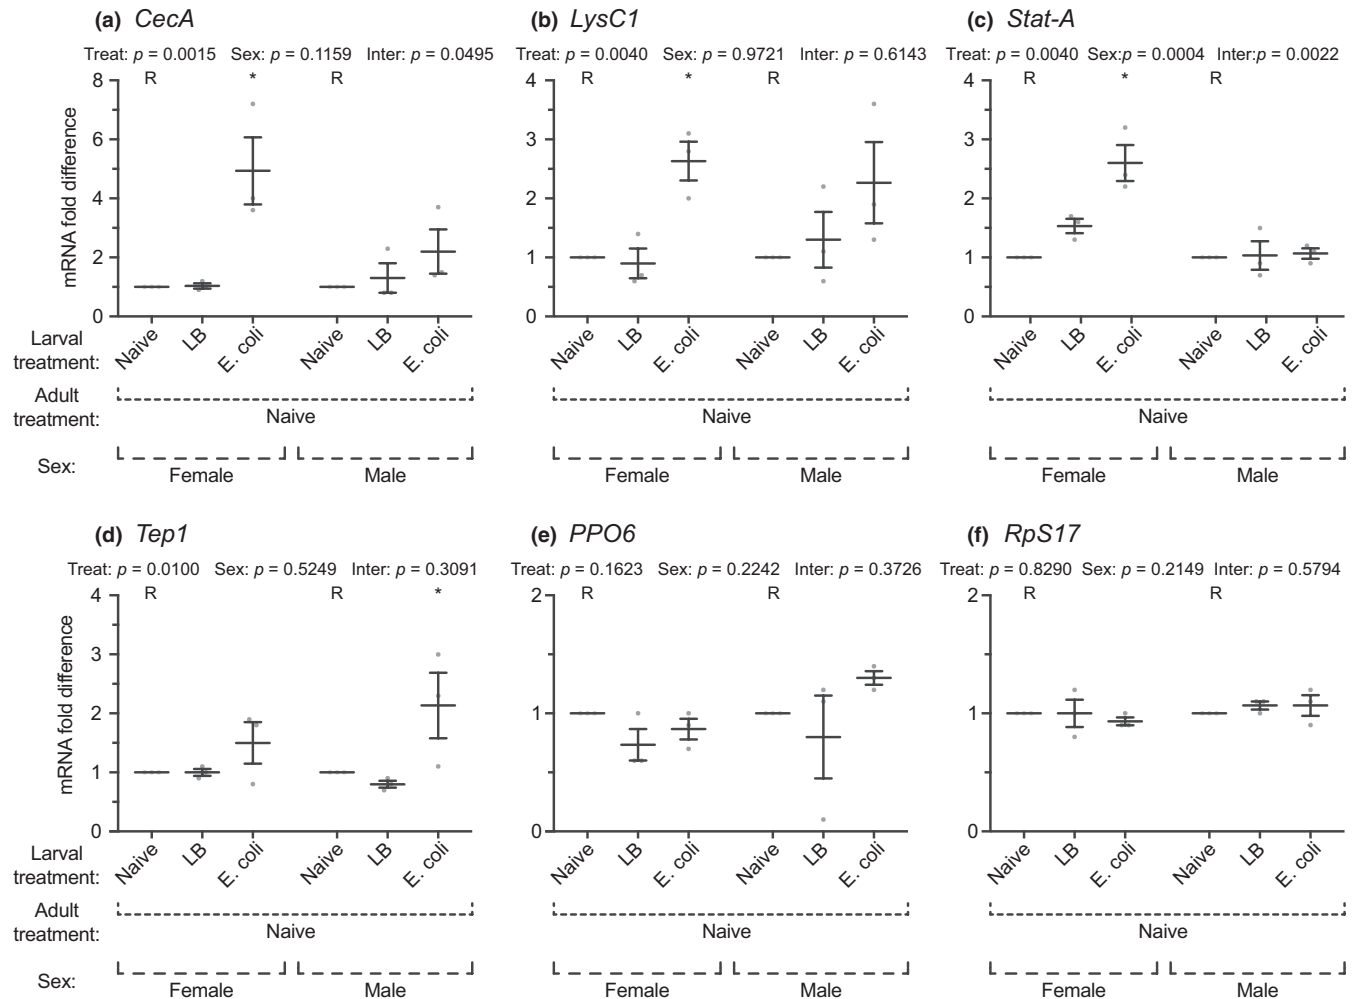 (a) CecA (b) LysC1 (c) Stat-A
Treat: p = 0.0015 Sex: p = 0.1159 Inter: p = 0.0495 Treat: p = 0.0040 Sex: p = 0.9721 Inter: p = 0.6143 Treat: p = 0.0040 Sex:p = 0.0004 Inter:p = 0.0022
R * R R * R * R
mRNA fold difference
8 4 4
6 3 3
4 2 2
2 1 1
0 0 0
Larval treatment: Naive LB E. coli Naive LB E. coli Naive LB E. coli Naive LB E. coli Naive LB E. coli Naive LB E. coli
Adult treatment: Naive Naive Naive
Sex: Female Male Female Male Female Male
(d) Tep1 (e) PPO6 (f) RpS17
Treat: p = 0.0100 Sex: p = 0.5249 Inter: p = 0.3091 Treat: p = 0.1623 Sex: p = 0.2242 Inter: p = 0.3726 Treat: p = 0.8290 Sex: p = 0.2149 Inter: p = 0.5794
R R * R R R R
mRNA fold difference
4 2 2
3
2 1 1
1
0 0 0
Larval treatment: Naive LB E. coli Naive LB E. coli Naive LB E. coli Naive LB E. coli Naive LB E. coli Naive LB E. coli
Adult treatment: Naive Naive Naive
Sex: Female Male Female Male Female Male